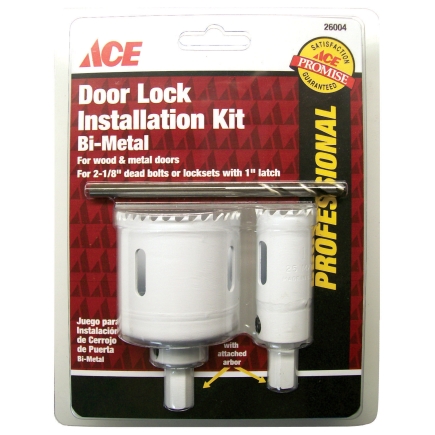 26004
ACE
SATISFACTION
ACE
PROMISE
GUARANTEED
Door Lock
Installation Kit
Bi-Metal
For wood & metal doors
For 2-1/8" dead bolts or locksets with 1" latch
PROFESSIONAL
Juego para
Instalación
de Cerrojo
de Puerta
Bi-Metal
with
attached
arbor